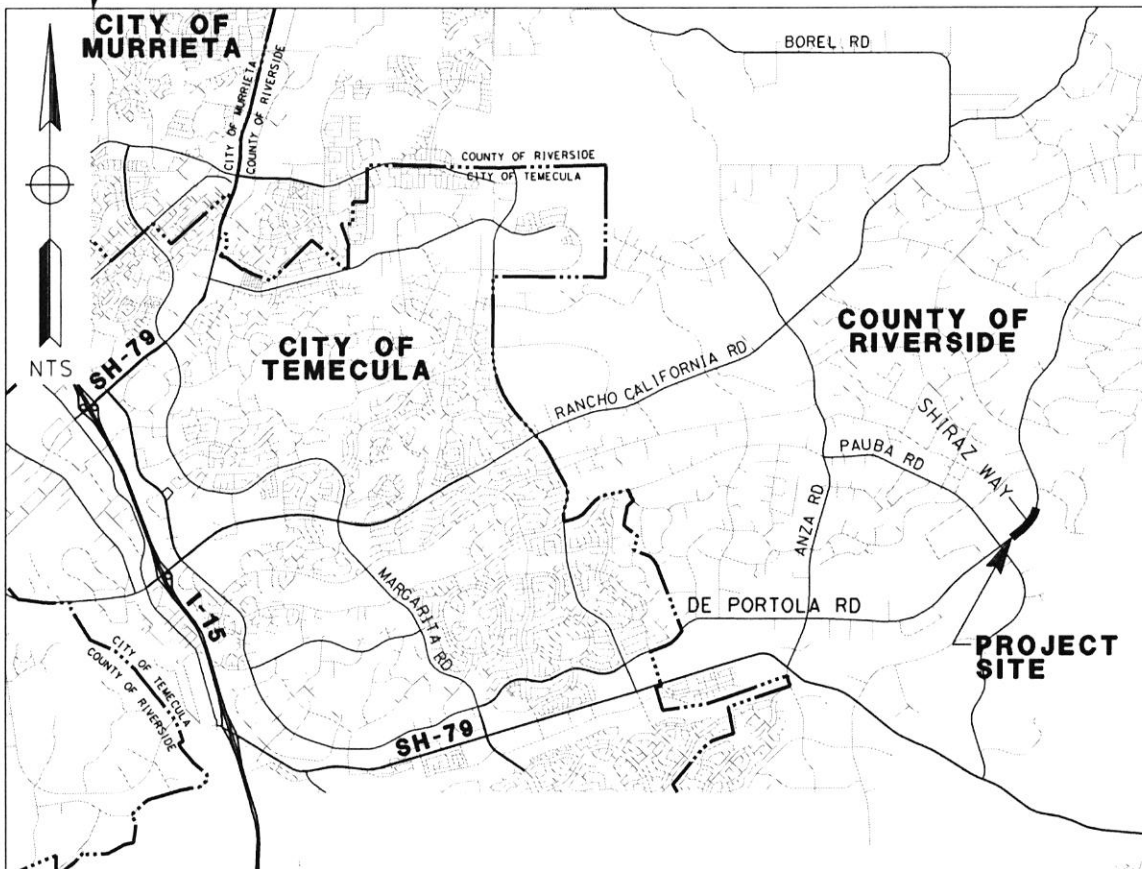 CITY OF
MURRIETA
BOREL RD
CITY OF MURRIETA
COUNTY OF RIVERSIDE
COUNTY OF RIVERSIDE
CITY OF TEMECULA
NTS
SH-79
CITY OF
TEMECULA
COUNTY OF
RIVERSIDE
RANCHO CALIFORNIA RD
SHIRAZ WAY
PAUBA RD
ANZA RD
MARGARITA RD
I-15
DE PORTOLA RD
PROJECT
SITE
CITY OF TEMECULA
COUNTY OF RIVERSIDE
SH-79